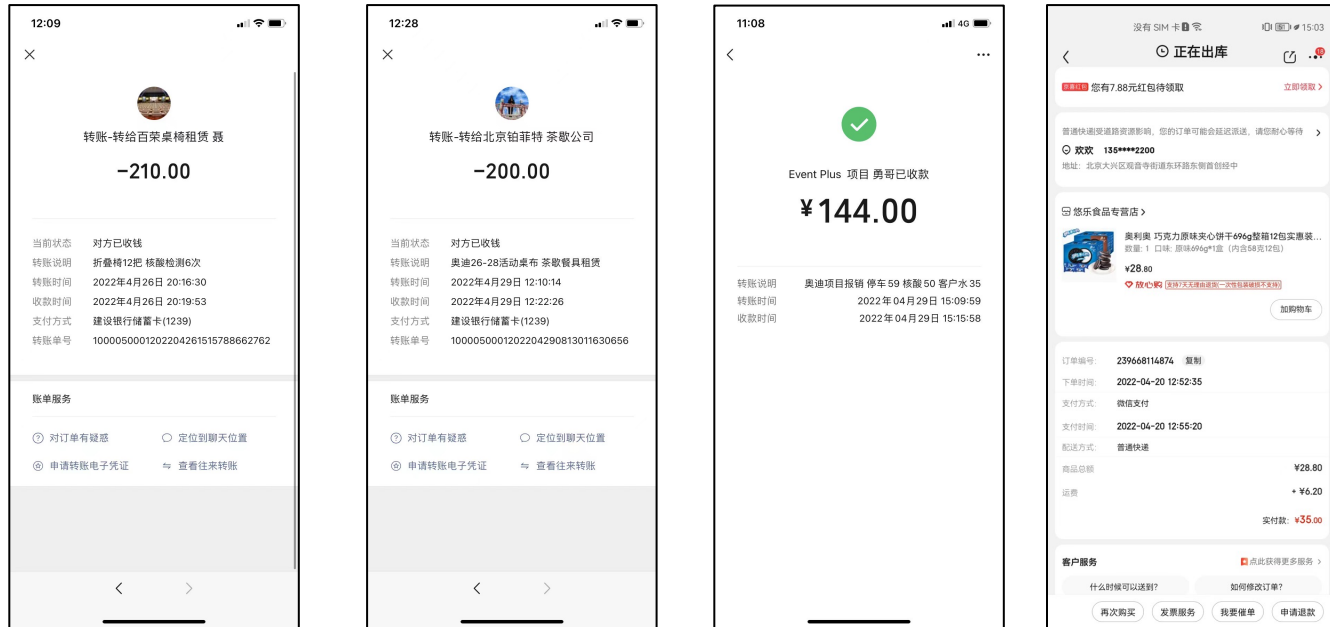 12:09
转账-转给百荣桌椅租赁 聂
-210.00
当前状态 对方已收钱
转账说明 折叠椅12把 核酸检测6次
转账时间 2022年4月26日 20:16:30
收款时间 2022年4月26日 20:19:53
支付方式 建设银行储蓄卡(1239)
转账单号 1000050001202204261515788662762
账单服务
对订单有疑惑 定位到聊天位置
申请转账电子凭证 查看往来转账
12:28
转账-转给北京铂菲特 茶歇公司
-200.00
当前状态 对方已收钱
转账说明 奥迪26-28活动桌布 茶歇餐具租赁
转账时间 2022年4月29日 12:10:14
收款时间 2022年4月29日 12:22:26
支付方式 建设银行储蓄卡(1239)
转账单号 1000050001202204290813011630656
账单服务
对订单有疑惑 定位到聊天位置
申请转账电子凭证 查看往来转账
11:08 4G
Event Plus 项目 勇哥已收款
¥144.00
转账说明 奥迪项目报销 停车59 核酸50 客户水35
转账时间 2022年04月29日 15:09:59
收款时间 2022年04月29日 15:15:58
没有 SIM 卡 15:03
正在出库
您有7.88元红包待领取 立即领取
普通快递受道路资源影响，您的订单可能会延迟派送，请您耐心等待
欢欢 135****2200
地址：北京大兴区观音寺街道东环路东侧首创经中
悠乐食品专营店
奥利奥 巧克力原味夹心饼干696g整箱12包实惠装...
数量：1 口味：原味696g*1盒（内含58克12包）
¥28.80
放心购 支持7天无理由退货(一次性包装破损不支持)
加购物车
订单编号： 239668114874 复制
下单时间： 2022-04-20 12:52:35
支付方式： 微信支付
支付时间： 2022-04-20 12:55:20
配送方式： 普通快递
商品总额 ¥28.80
运费 + ¥6.20
实付款：¥35.00
客户服务 点此获得更多服务
什么时候可以送到？ 如何修改订单？
再次购买 发票服务 我要催单 申请退款